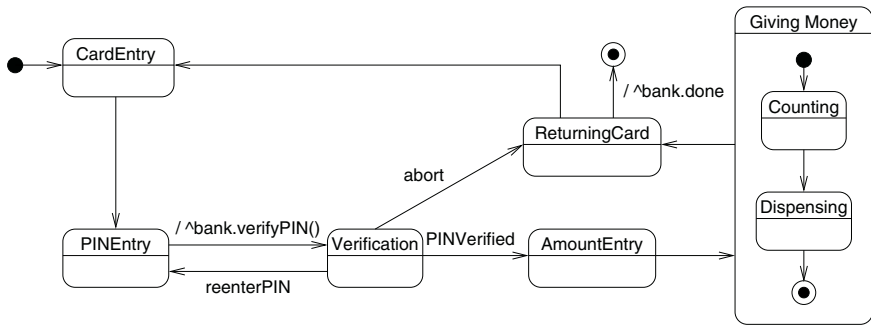 Giving Money
CardEntry
/ ^bank.done
Counting
ReturningCard
abort
Dispensing
PINEntry
/ ^bank.verifyPIN()
Verification
PINVerified
AmountEntry
reenterPIN